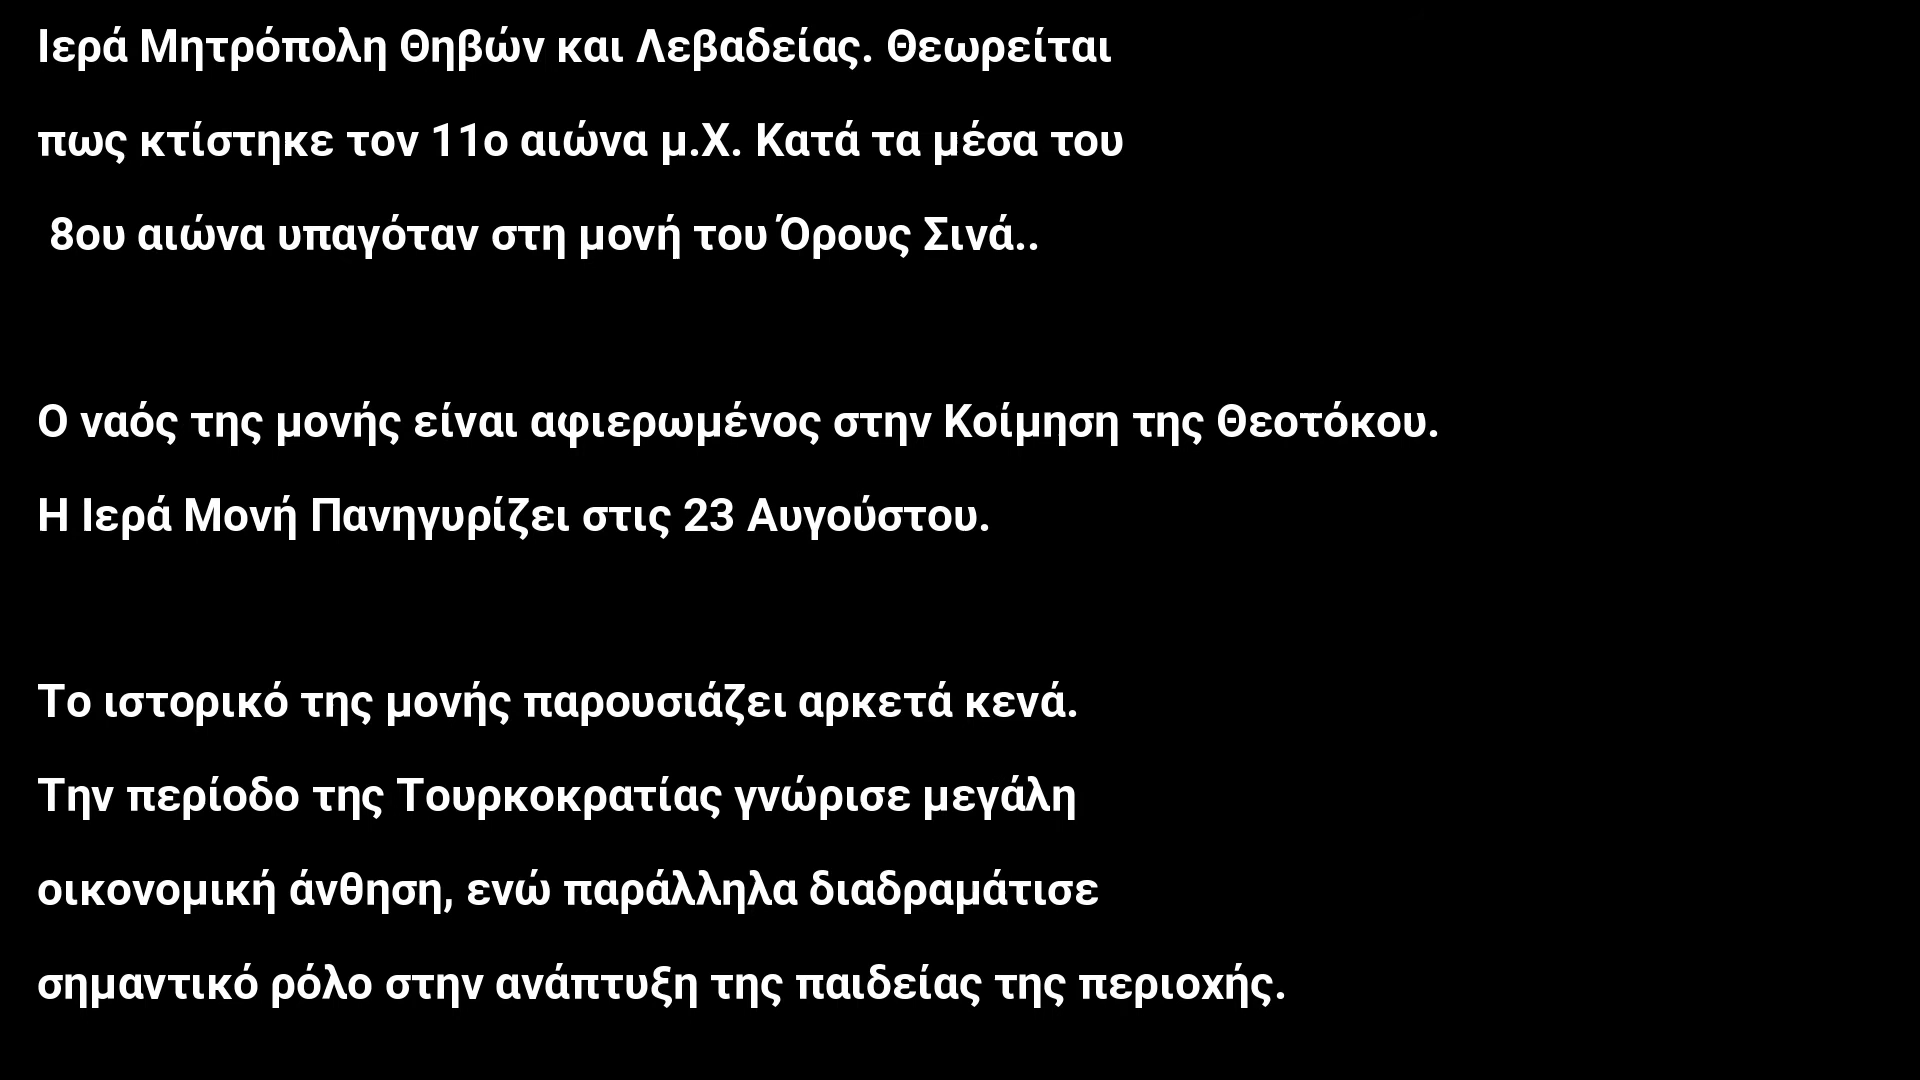 Ιερά Μητρόπολη Θηβών και Λεβαδείας. Θεωρείται
πως κτίστηκε τον 11ο αιώνα μ.Χ. Κατά τα μέσα του
8ου αιώνα υπαγόταν στη μονή του Όρους Σινά..
Ο ναός της μονής είναι αφιερωμένος στην Κοίμηση της Θεοτόκου.
Η Ιερά Μονή Πανηγυρίζει στις 23 Αυγούστου.
Το ιστορικό της μονής παρουσιάζει αρκετά κενά.
Την περίοδο της Τουρκοκρατίας γνώρισε μεγάλη
οικονομική άνθηση, ενώ παράλληλα διαδραμάτισε
σημαντικό ρόλο στην ανάπτυξη της παιδείας της περιοχής.